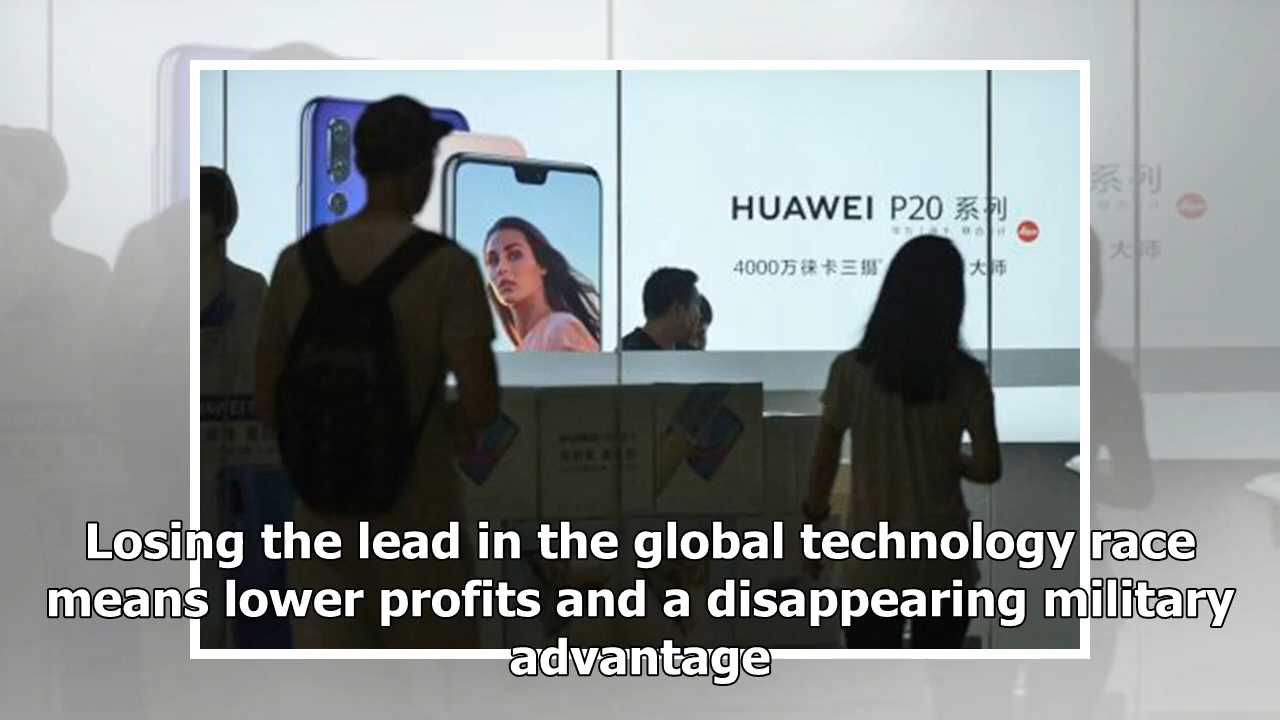 HUAWEI P20 系列
4000万徕卡三摄
大师
Losing the lead in the global technology race
means lower profits and a disappearing military
advantage